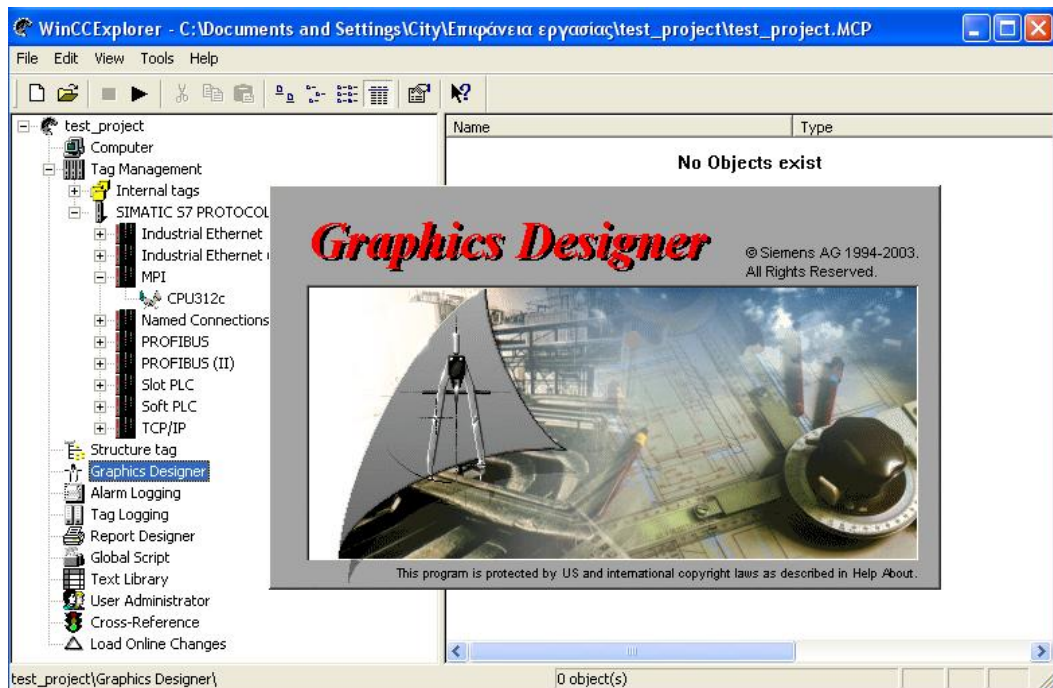 WinCCExplorer - C:\Documents and Settings\City\Επιφάνεια εργασίας\test_project\test_project.MCP
File Edit View Tools Help
test_project
Computer
Tag Management
Internal tags
SIMATIC S7 PROTOCOL
Industrial Ethernet
Industrial Ethernet
MPI
CPU312c
Named Connections
PROFIBUS
PROFIBUS (II)
Slot PLC
Soft PLC
TCP/IP
Structure tag
Graphics Designer
Alarm Logging
Tag Logging
Report Designer
Global Script
Text Library
User Administrator
Cross-Reference
Load Online Changes
Name Type
No Objects exist
Graphics Designer
© Siemens AG 1994-2003.
All Rights Reserved.
This program is protected by US and international copyright laws as described in Help About.
test_project\Graphics Designer\ 0 object(s)